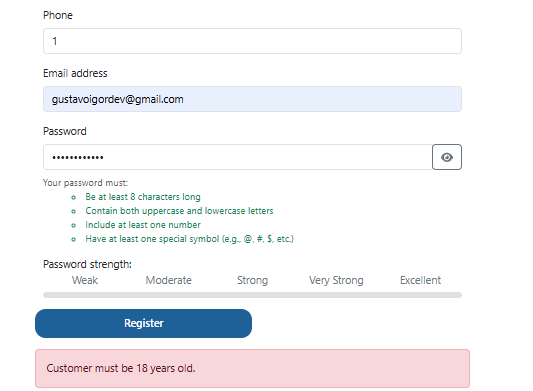 Phone
1
Email address
gustavoigordev@gmail.com
Password
••••••••••••
Your password must:
Be at least 8 characters long
Contain both uppercase and lowercase letters
Include at least one number
Have at least one special symbol (e.g., @, #, $, etc.)
Password strength:
Weak Moderate Strong Very Strong Excellent
Register
Customer must be 18 years old.